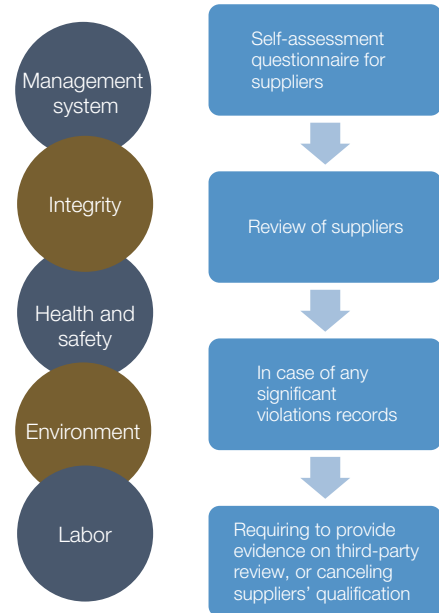 Management
system
Integrity
Health and
safety
Environment
Labor
Self-assessment
questionnaire for
suppliers
Review of suppliers
In case of any
significant
violations records
Requiring to provide
evidence on third-party
review, or canceling
suppliers' qualification